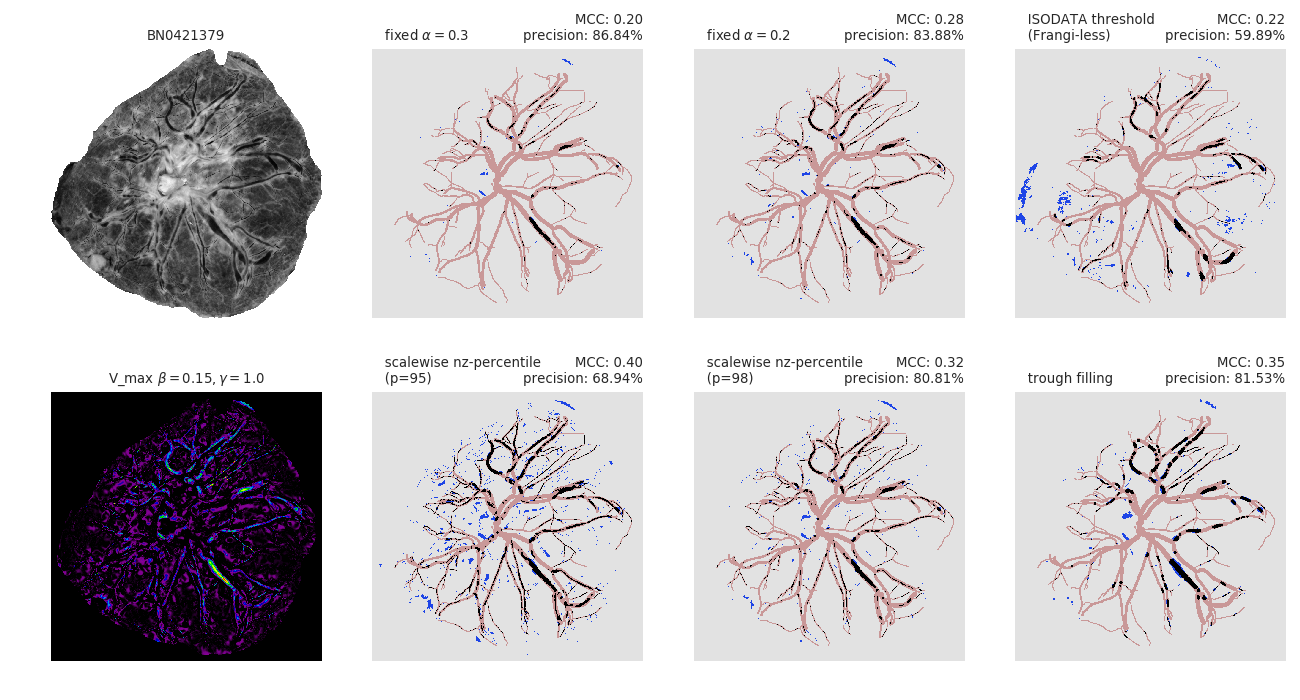 BN0421379
fixed α = 0.3
MCC: 0.20
precision: 86.84%
fixed α = 0.2
MCC: 0.28
precision: 83.88%
ISODATA threshold
(Frangi-less)
MCC: 0.22
precision: 59.89%
V_max β = 0.15, γ = 1.0
scalewise nz-percentile
(p=95)
MCC: 0.40
precision: 68.94%
scalewise nz-percentile
(p=98)
MCC: 0.32
precision: 80.81%
trough filling
MCC: 0.35
precision: 81.53%